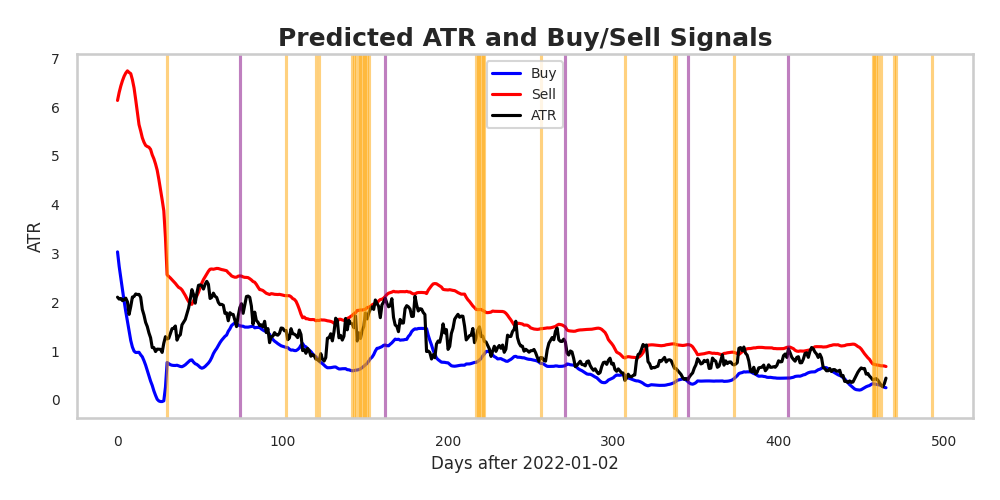 Predicted ATR and Buy/Sell Signals
7
6
5
4
3
2
1
0
ATR
Buy
Sell
ATR
0
100
200
300
400
500
Days after 2022-01-02